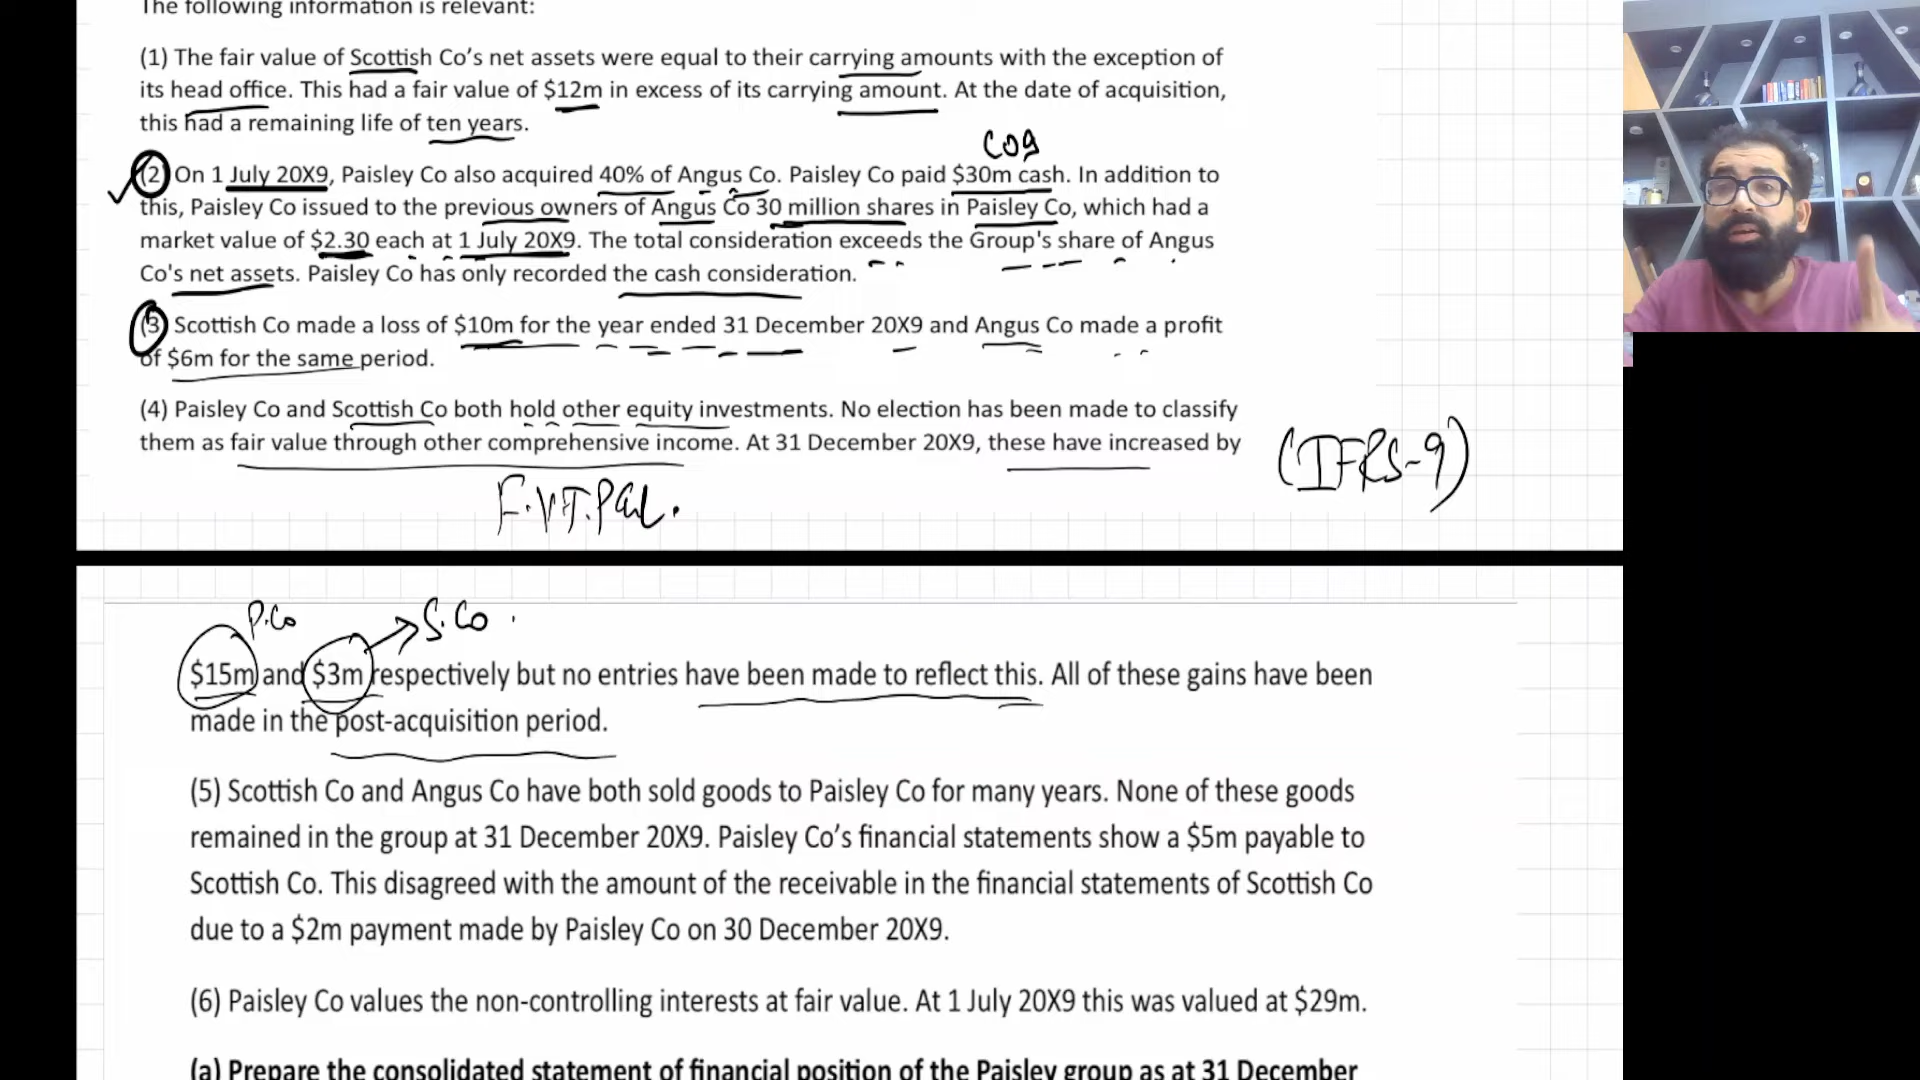 The following information is relevant:
(1) The fair value of Scottish Co's net assets were equal to their carrying amounts with the exception of
its head office. This had a fair value of $12m in excess of its carrying amount. At the date of acquisition,
this had a remaining life of ten years.
COI
(2) On 1 July 20X9, Paisley Co also acquired 40% of Angus Co. Paisley Co paid $30m cash. In addition to
this, Paisley Co issued to the previous owners of Angus Co 30 million shares in Paisley Co, which had a
market value of $2.30 each at 1 July 20X9. The total consideration exceeds the Group's share of Angus
Co's net assets. Paisley Co has only recorded the cash consideration.
(3) Scottish Co made a loss of $10m for the year ended 31 December 20X9 and Angus Co made a profit
of $6m for the same period.
(4) Paisley Co and Scottish Co both hold other equity investments. No election has been made to classify
them as fair value through other comprehensive income. At 31 December 20X9, these have increased by
(IFRS-9)
F.V.T.P&L.
P.Co
S.Co
$15m and $3m respectively but no entries have been made to reflect this. All of these gains have been
made in the post-acquisition period.
(5) Scottish Co and Angus Co have both sold goods to Paisley Co for many years. None of these goods
remained in the group at 31 December 20X9. Paisley Co's financial statements show a $5m payable to
Scottish Co. This disagreed with the amount of the receivable in the financial statements of Scottish Co
due to a $2m payment made by Paisley Co on 30 December 20X9.
(6) Paisley Co values the non-controlling interests at fair value. At 1 July 20X9 this was valued at $29m.
(a) Prepare the consolidated statement of financial position of the Paisley group as at 31 December